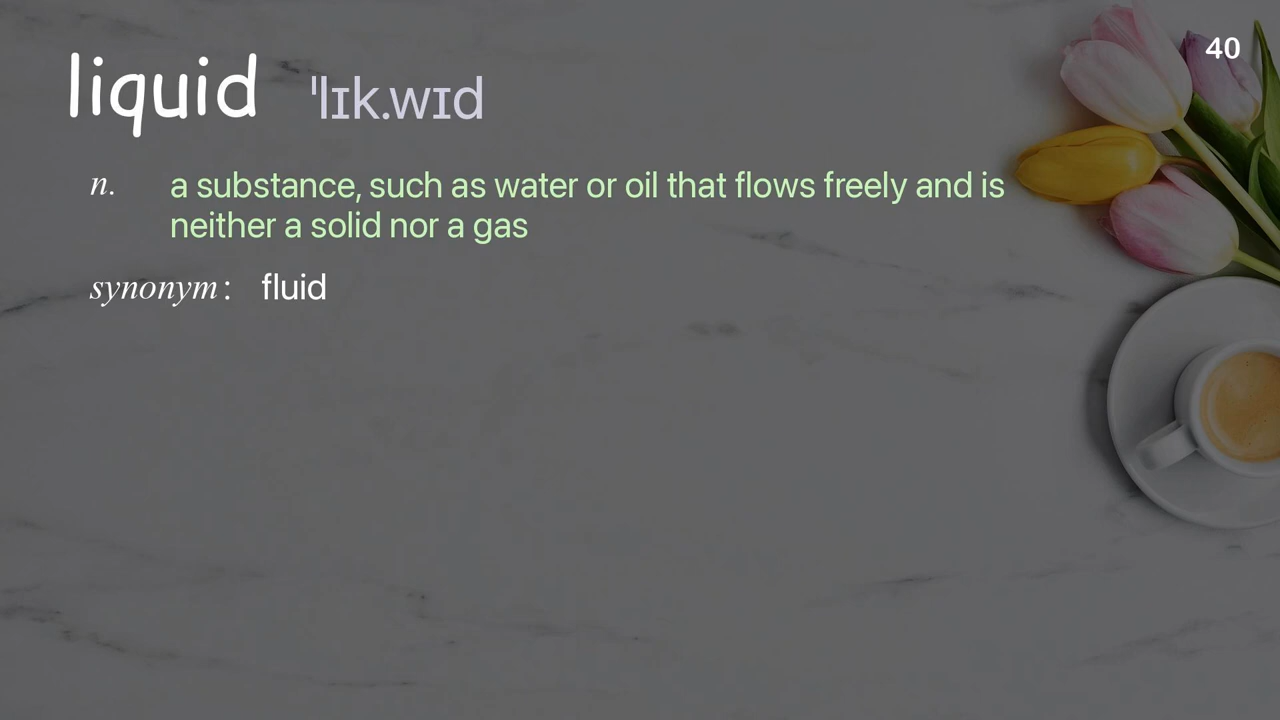 40
liquid ˈlɪk.wɪd
n. a substance, such as water or oil that flows freely and is
neither a solid nor a gas
synonym: fluid